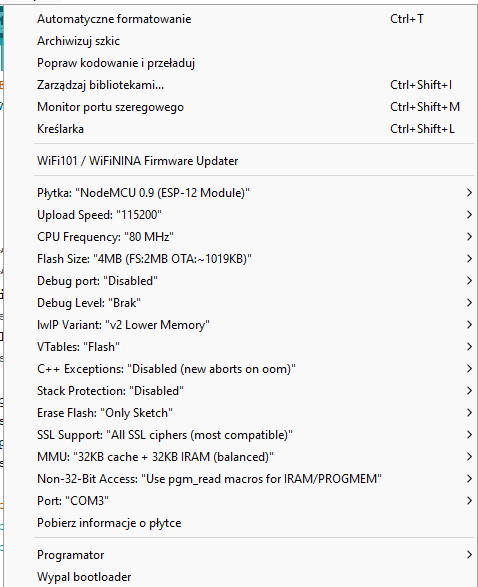 Automatyczne formatowanie Ctrl+T
Archiwizuj szkic
Popraw kodowanie i przeładuj
Zarządzaj bibliotekami... Ctrl+Shift+I
Monitor portu szeregowego Ctrl+Shift+M
Kreślarka Ctrl+Shift+L
WiFi101 / WiFiNINA Firmware Updater
Płytka: "NodeMCU 0.9 (ESP-12 Module)"
Upload Speed: "115200"
CPU Frequency: "80 MHz"
Flash Size: "4MB (FS:2MB OTA:~1019KB)"
Debug port: "Disabled"
Debug Level: "Brak"
lwIP Variant: "v2 Lower Memory"
VTables: "Flash"
C++ Exceptions: "Disabled (new aborts on oom)"
Stack Protection: "Disabled"
Erase Flash: "Only Sketch"
SSL Support: "All SSL ciphers (most compatible)"
MMU: "32KB cache + 32KB IRAM (balanced)"
Non-32-Bit Access: "Use pgm_read macros for IRAM/PROGMEM"
Port: "COM3"
Pobierz informacje o płytce
Programator
Wypal bootloader